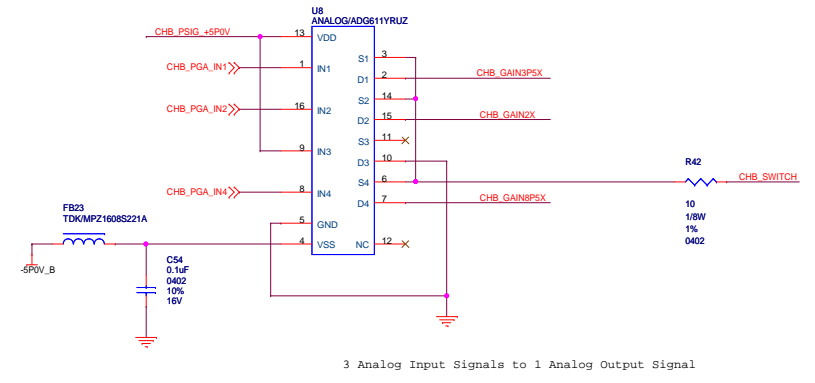 U8
ANALOG/ADG611YRUZ
CHB_PSIG_+5P0V
13
VDD
CHB_PGA_IN1
1
IN1
CHB_PGA_IN2
16
IN2
9
IN3
CHB_PGA_IN4
8
IN4
5
GND
4
VSS
S1
3
D1
2
CHB_GAIN3P5X
S2
14
D2
15
CHB_GAIN2X
S3
11
D3
10
S4
6
D4
7
CHB_GAIN8P5X
NC
12
R42
CHB_SWITCH
10
1/8W
1%
0402
FB23
TDK/MPZ1608S221A
-5P0V_B
C54
0.1uF
0402
10%
16V
3 Analog Input Signals to 1 Analog Output Signal